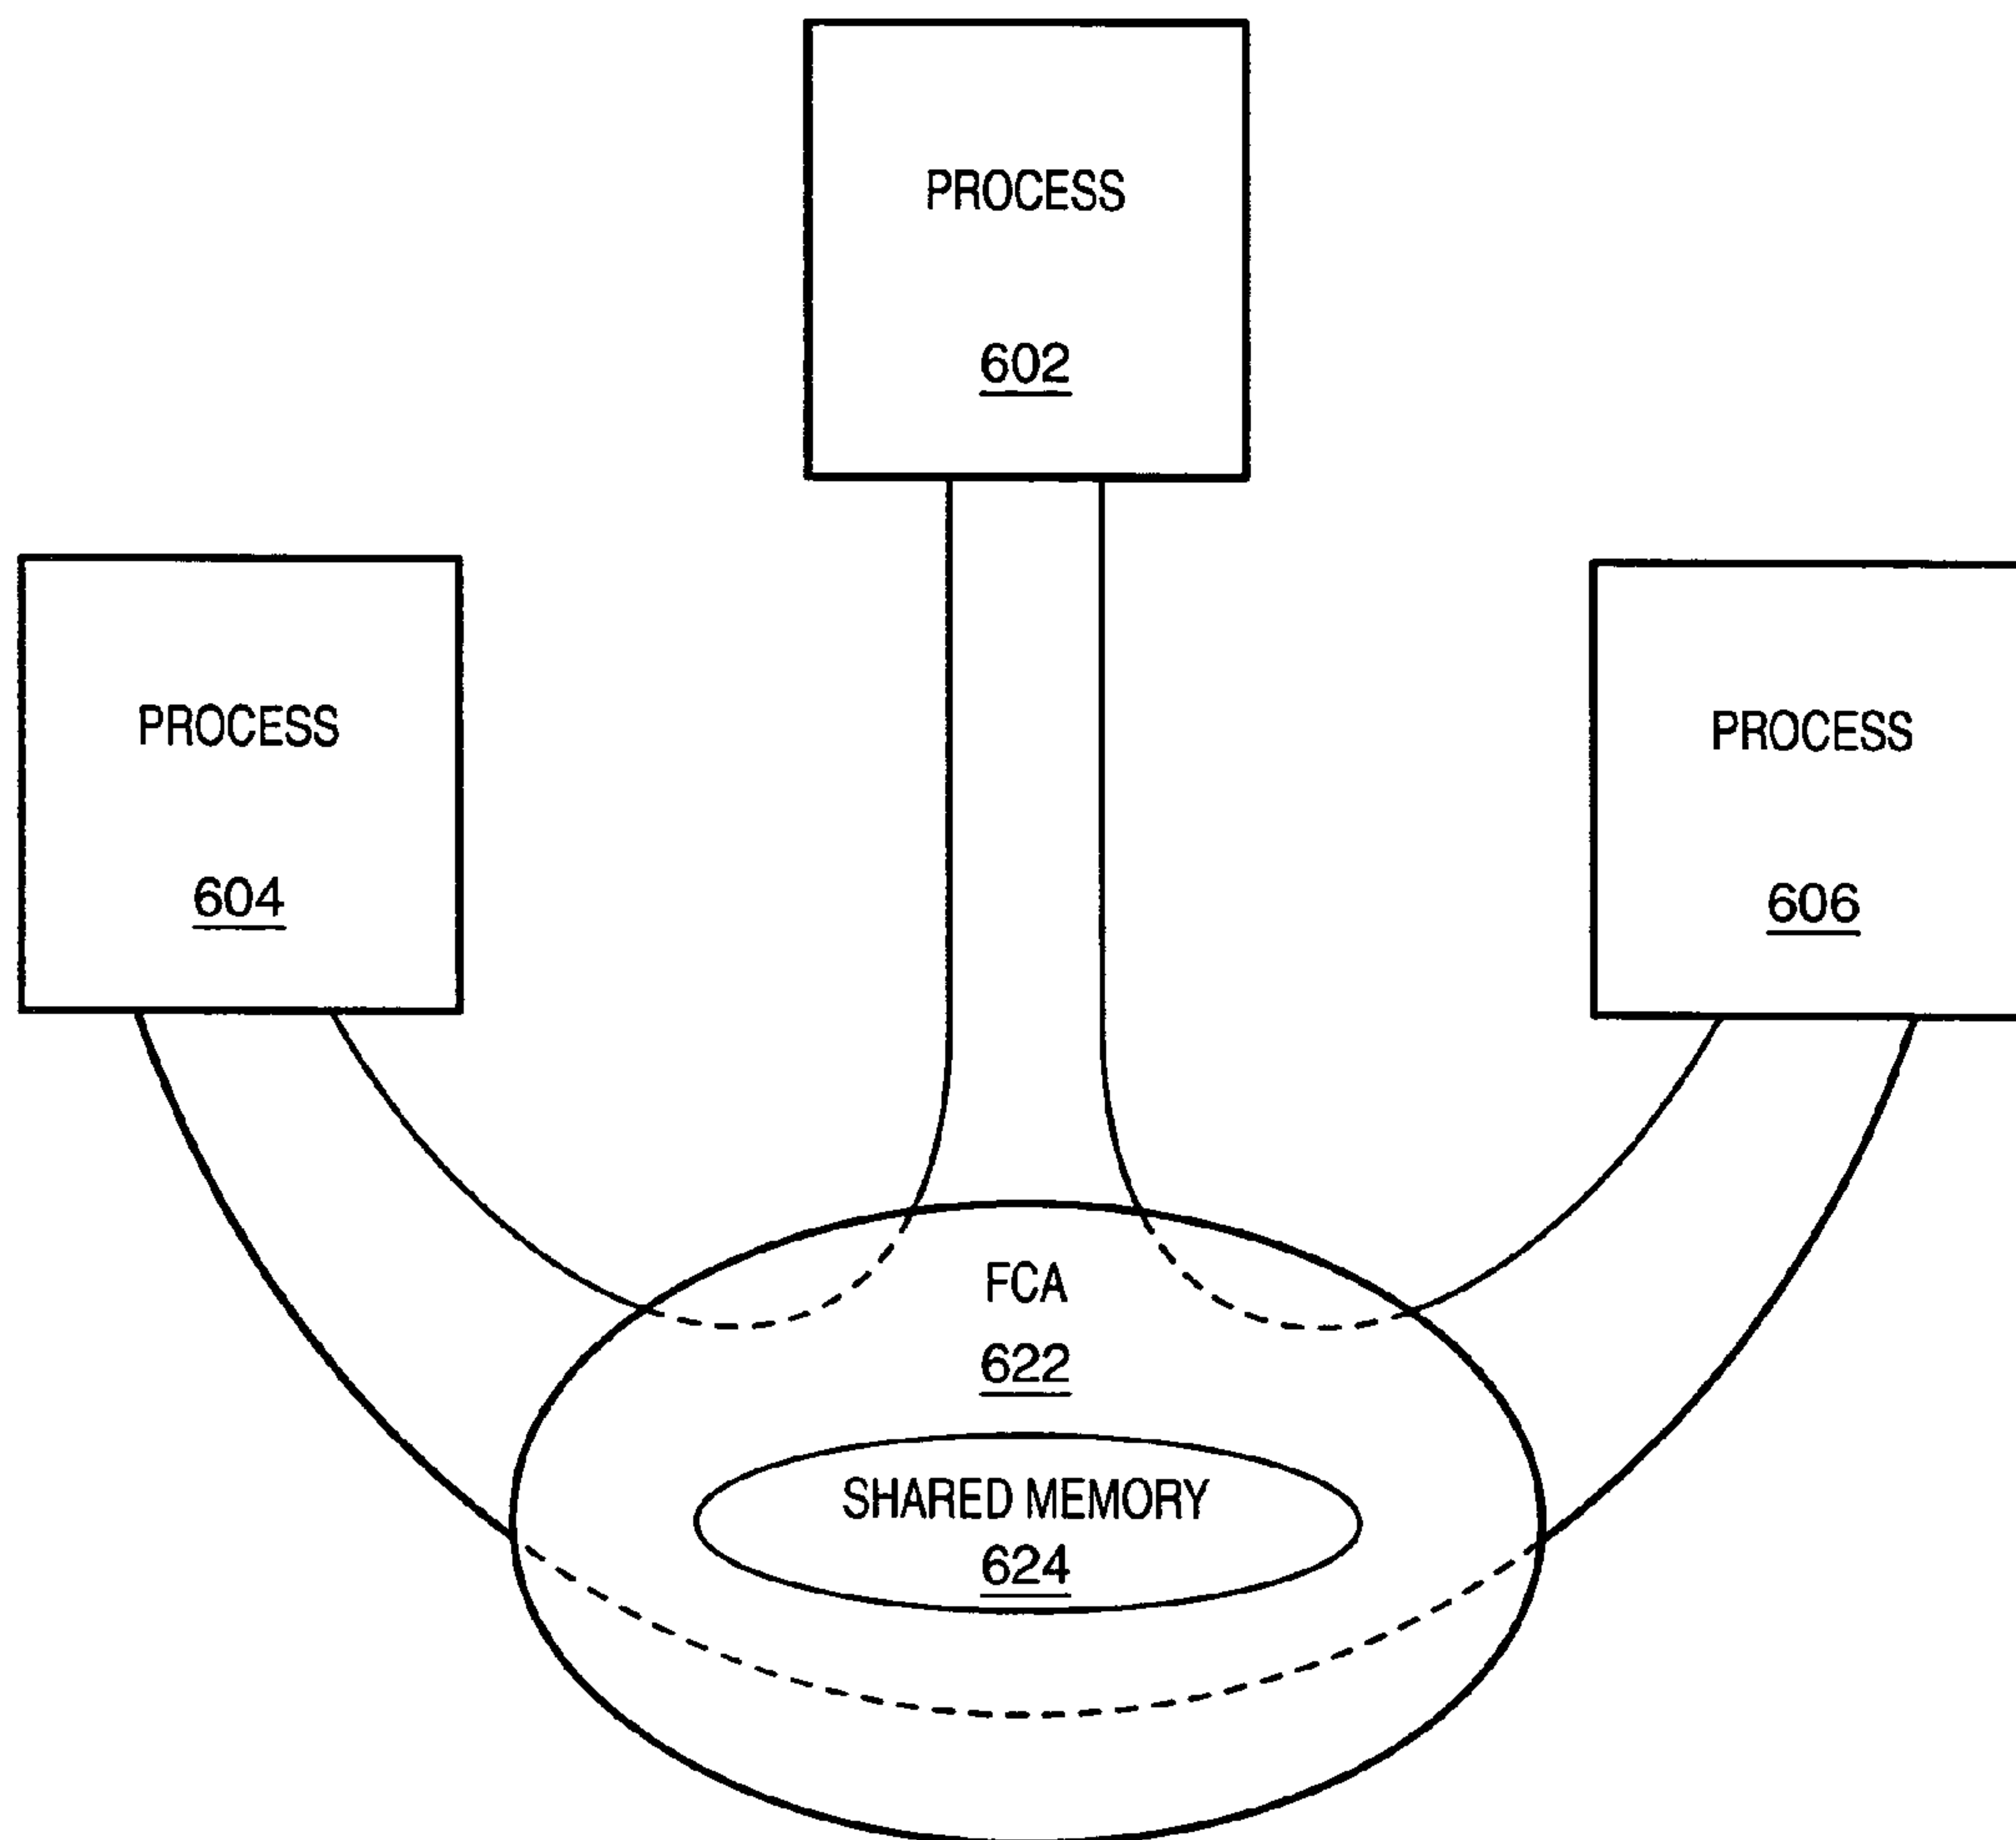 PROCESS
602
PROCESS
604
PROCESS
606
FCA
622
SHARED MEMORY
624